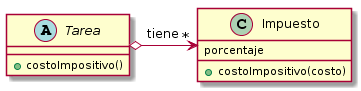 A Tarea
costoImpositivo()
tiene *
C Impuesto
porcentaje
costoImpositivo(costo)